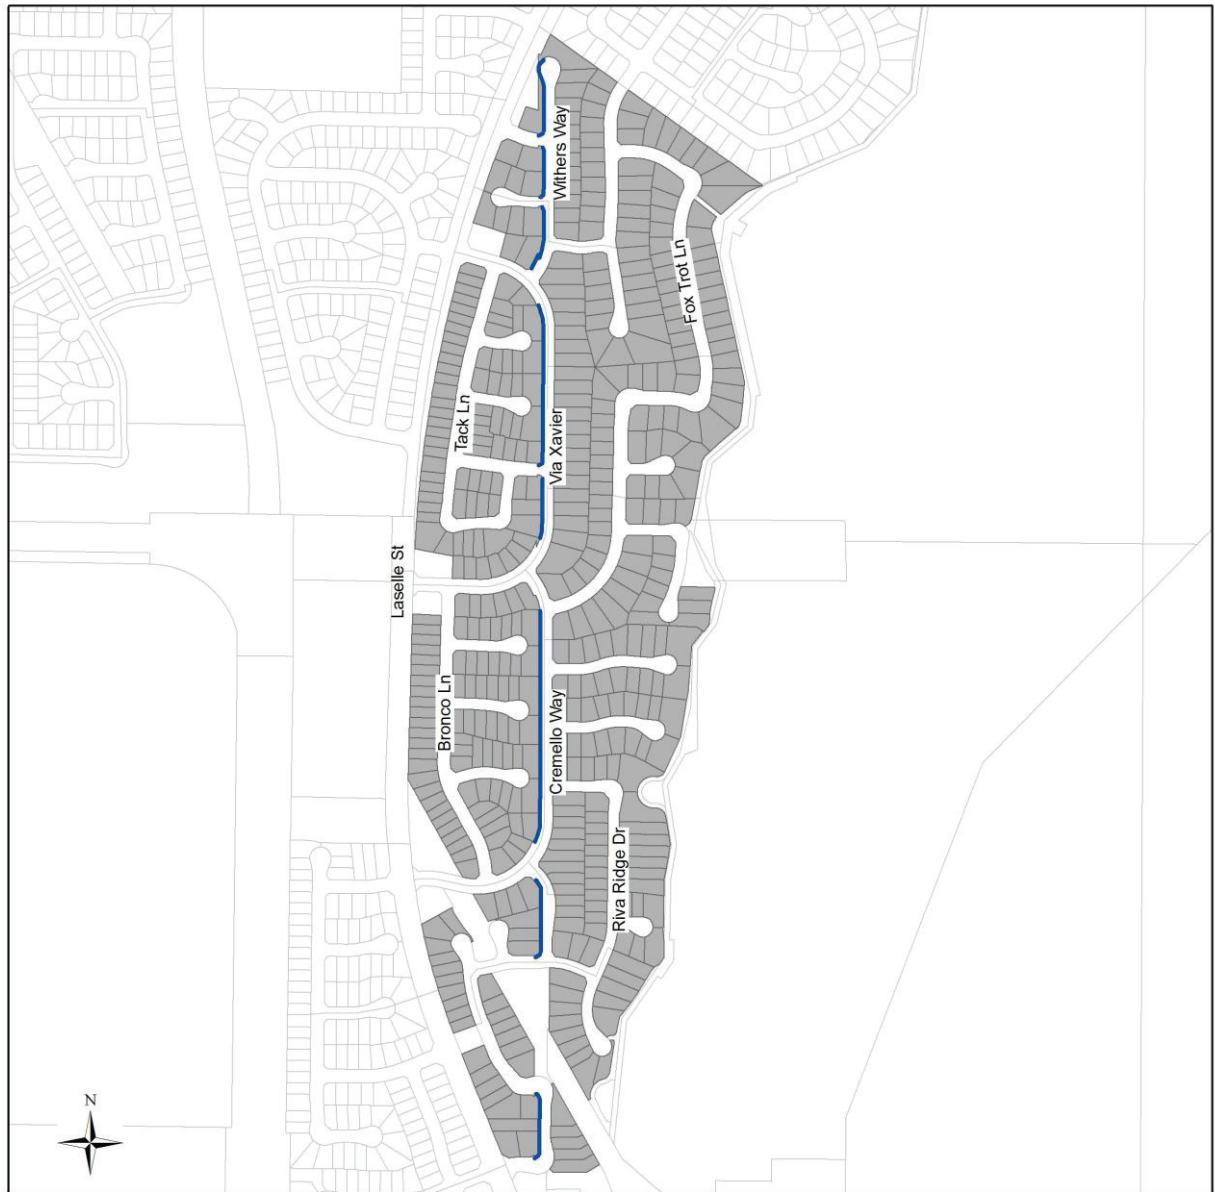 Withers Way
Fox Trot Ln
Tack Ln
Via Xavier
Laselle St
Bronco Ln
Cremello Way
Riva Ridge Dr
N